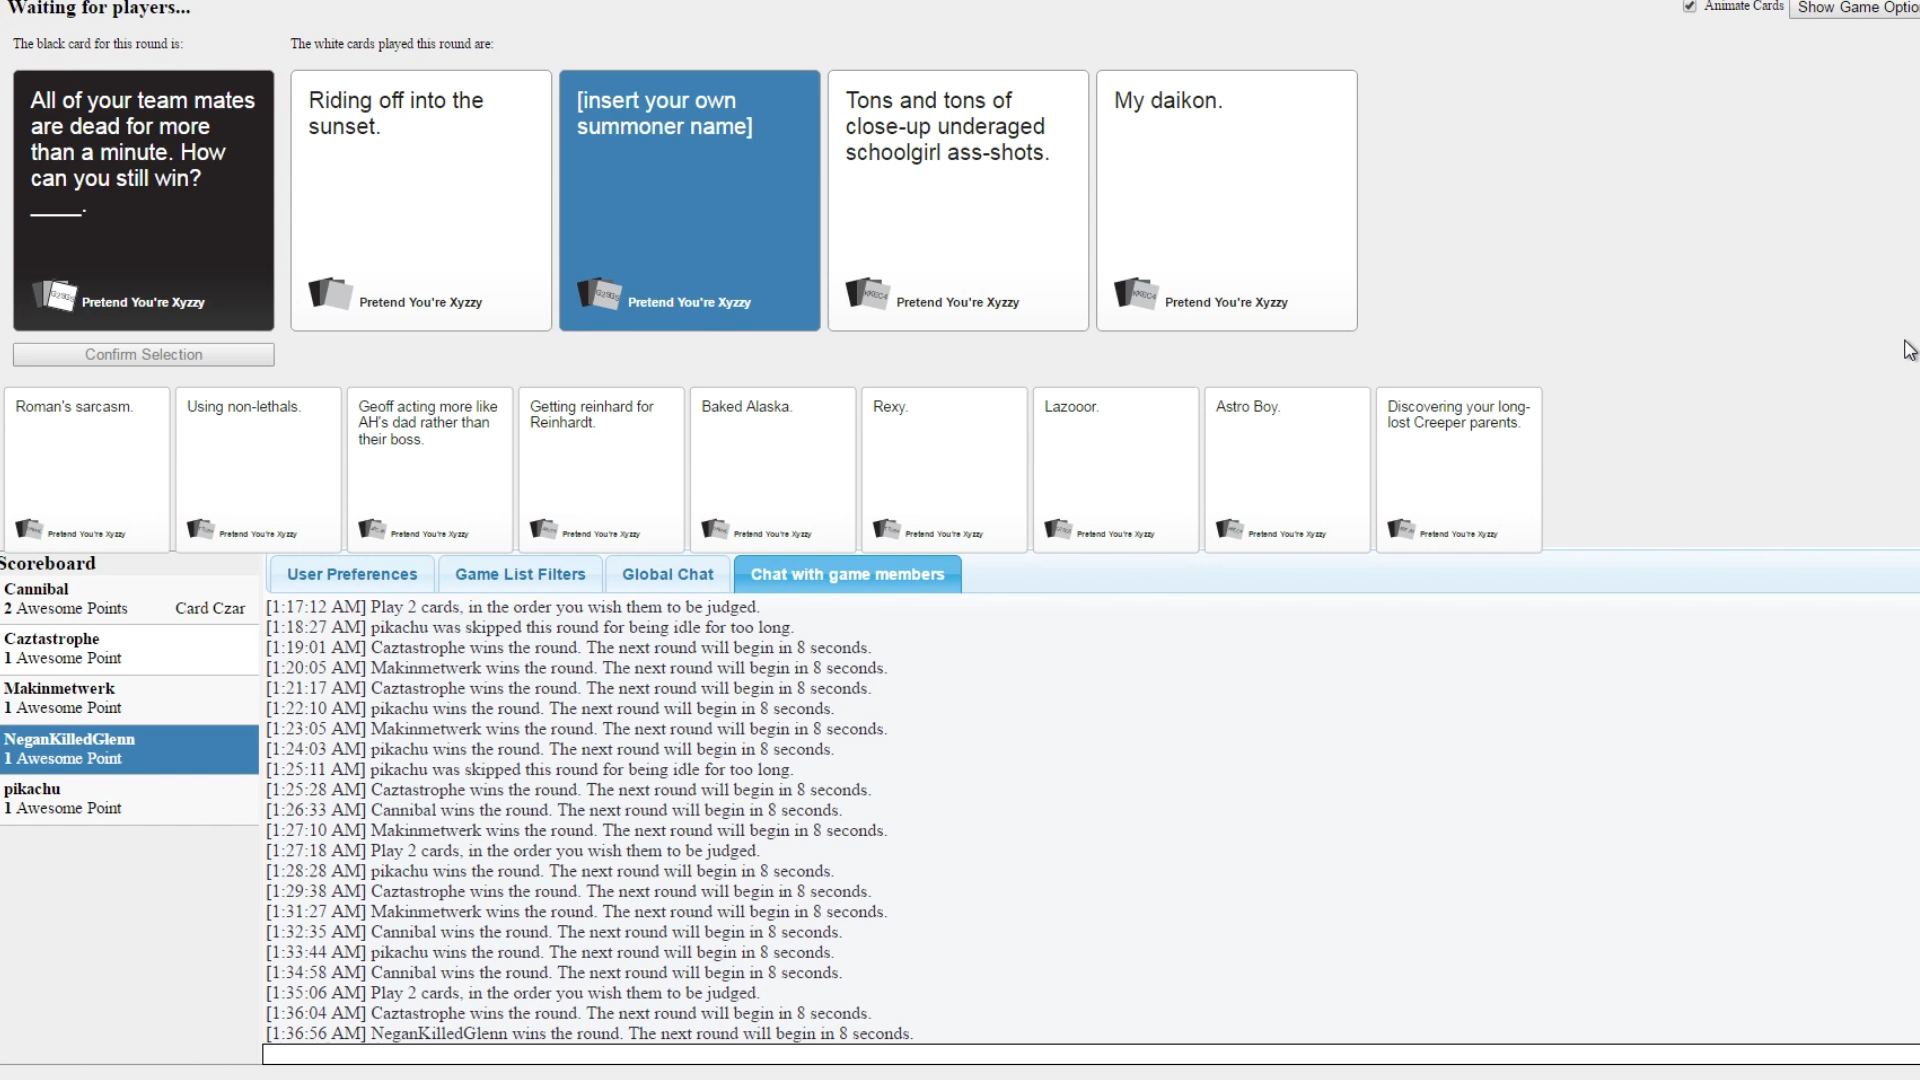 Waiting for players...
Animate Cards
Show Game Optio
The black card for this round is:
The white cards played this round are:
All of your team mates
are dead for more
than a minute. How
can you still win?
____.
Pretend You're Xyzzy
Riding off into the
sunset.
Pretend You're Xyzzy
[insert your own
summoner name]
Pretend You're Xyzzy
Tons and tons of
close-up underaged
schoolgirl ass-shots.
Pretend You're Xyzzy
My daikon.
Pretend You're Xyzzy
Confirm Selection
Roman's sarcasm.
Pretend You're Xyzzy
Using non-lethals.
Pretend You're Xyzzy
Geoff acting more like
AH's dad rather than
their boss.
Pretend You're Xyzzy
Getting reinhard for
Reinhardt.
Pretend You're Xyzzy
Baked Alaska.
Pretend You're Xyzzy
Rexy.
Pretend You're Xyzzy
Lazooor.
Pretend You're Xyzzy
Astro Boy.
Pretend You're Xyzzy
Discovering your long-
lost Creeper parents.
Pretend You're Xyzzy
Scoreboard
Cannibal
2 Awesome Points Card Czar
Caztastrophe
1 Awesome Point
Makinmetwerk
1 Awesome Point
NeganKilledGlenn
1 Awesome Point
pikachu
1 Awesome Point
User Preferences
Game List Filters
Global Chat
Chat with game members
[1:17:12 AM] Play 2 cards, in the order you wish them to be judged.
[1:18:27 AM] pikachu was skipped this round for being idle for too long.
[1:19:01 AM] Caztastrophe wins the round. The next round will begin in 8 seconds.
[1:20:05 AM] Makinmetwerk wins the round. The next round will begin in 8 seconds.
[1:21:17 AM] Caztastrophe wins the round. The next round will begin in 8 seconds.
[1:22:10 AM] pikachu wins the round. The next round will begin in 8 seconds.
[1:23:05 AM] Makinmetwerk wins the round. The next round will begin in 8 seconds.
[1:24:03 AM] pikachu wins the round. The next round will begin in 8 seconds.
[1:25:11 AM] pikachu was skipped this round for being idle for too long.
[1:25:28 AM] Caztastrophe wins the round. The next round will begin in 8 seconds.
[1:26:33 AM] Cannibal wins the round. The next round will begin in 8 seconds.
[1:27:10 AM] Makinmetwerk wins the round. The next round will begin in 8 seconds.
[1:27:18 AM] Play 2 cards, in the order you wish them to be judged.
[1:28:28 AM] pikachu wins the round. The next round will begin in 8 seconds.
[1:29:38 AM] Caztastrophe wins the round. The next round will begin in 8 seconds.
[1:31:27 AM] Makinmetwerk wins the round. The next round will begin in 8 seconds.
[1:32:35 AM] Cannibal wins the round. The next round will begin in 8 seconds.
[1:33:44 AM] pikachu wins the round. The next round will begin in 8 seconds.
[1:34:58 AM] Cannibal wins the round. The next round will begin in 8 seconds.
[1:35:06 AM] Play 2 cards, in the order you wish them to be judged.
[1:36:04 AM] Caztastrophe wins the round. The next round will begin in 8 seconds.
[1:36:56 AM] NeganKilledGlenn wins the round. The next round will begin in 8 seconds.